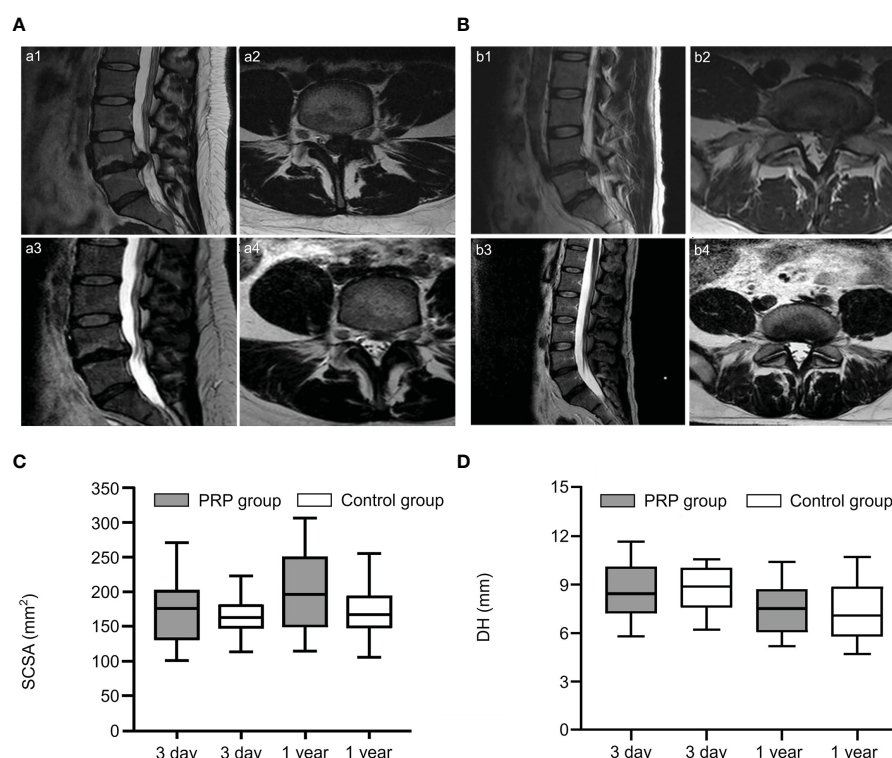 A
B
a1
a2
b1
b2
a3
a4
b3
b4
C
D
350
300
250
200
150
100
50
0
SCSA (mm²)
PRP group
Control group
3 day
3 day
1 year
1 year
15
12
9
6
3
0
DH (mm)
PRP group
Control group
3 day
3 day
1 year
1 year